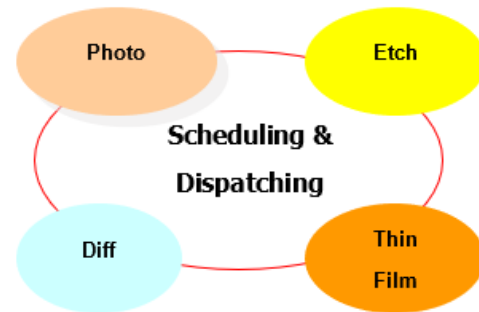 Photo
Etch
Scheduling &
Dispatching
Diff
Thin
Film